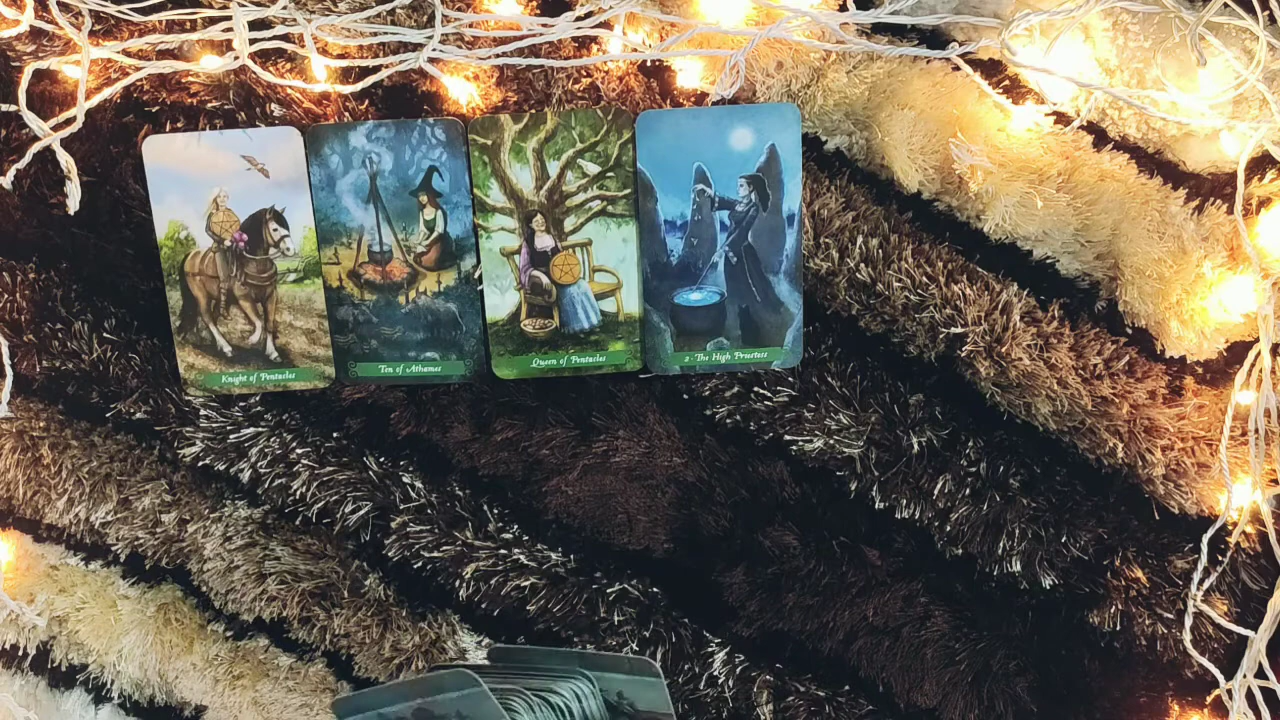 Knight of Pentacles
Ten of Athames
Queen of Pentacles
2 - The High Priestess